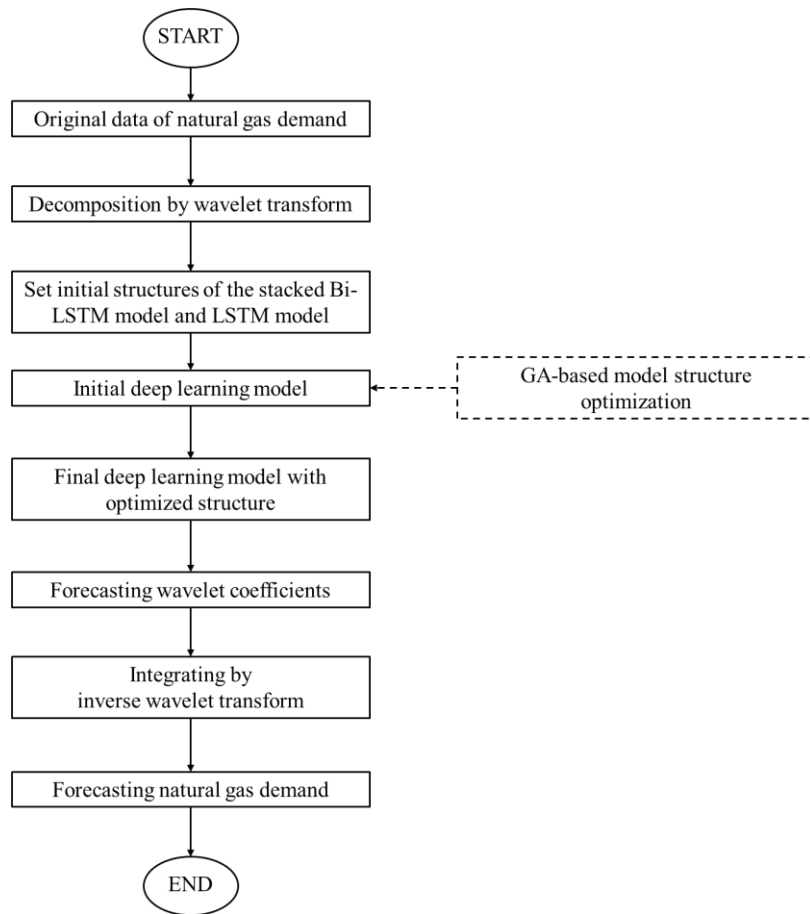 START
Original data of natural gas demand
Decomposition by wavelet transform
Set initial structures of the stacked Bi-
LSTM model and LSTM model
Initial deep learning model
GA-based model structure
optimization
Final deep learning model with
optimized structure
Forecasting wavelet coefficients
Integrating by
inverse wavelet transform
Forecasting natural gas demand
END